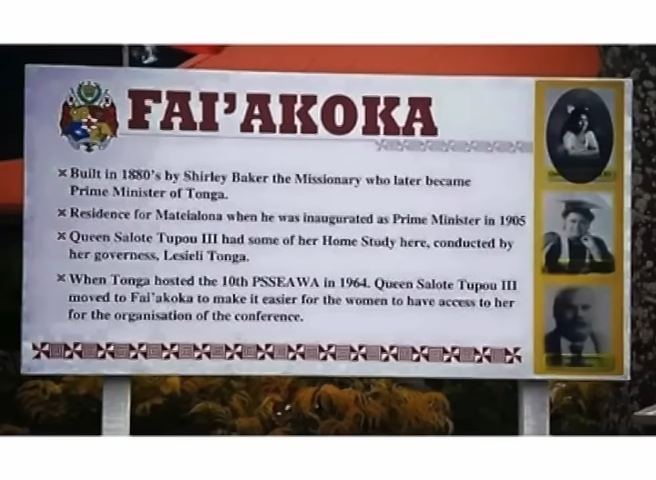 FAI'AKOKA
Built in 1880's by Shirley Baker the Missionary who later became
Prime Minister of Tonga.
Residence for Mateialona when he was inaugurated as Prime Minister in 1905
Queen Salote Tupou III had some of her Home Study here, conducted by
her governess, Lesieli Tonga.
When Tonga hosted the 10th PSSEAWA in 1964. Queen Salote Tupou III
moved to Fai'akoka to make it easier for the women to have access to her
for the organisation of the conference.